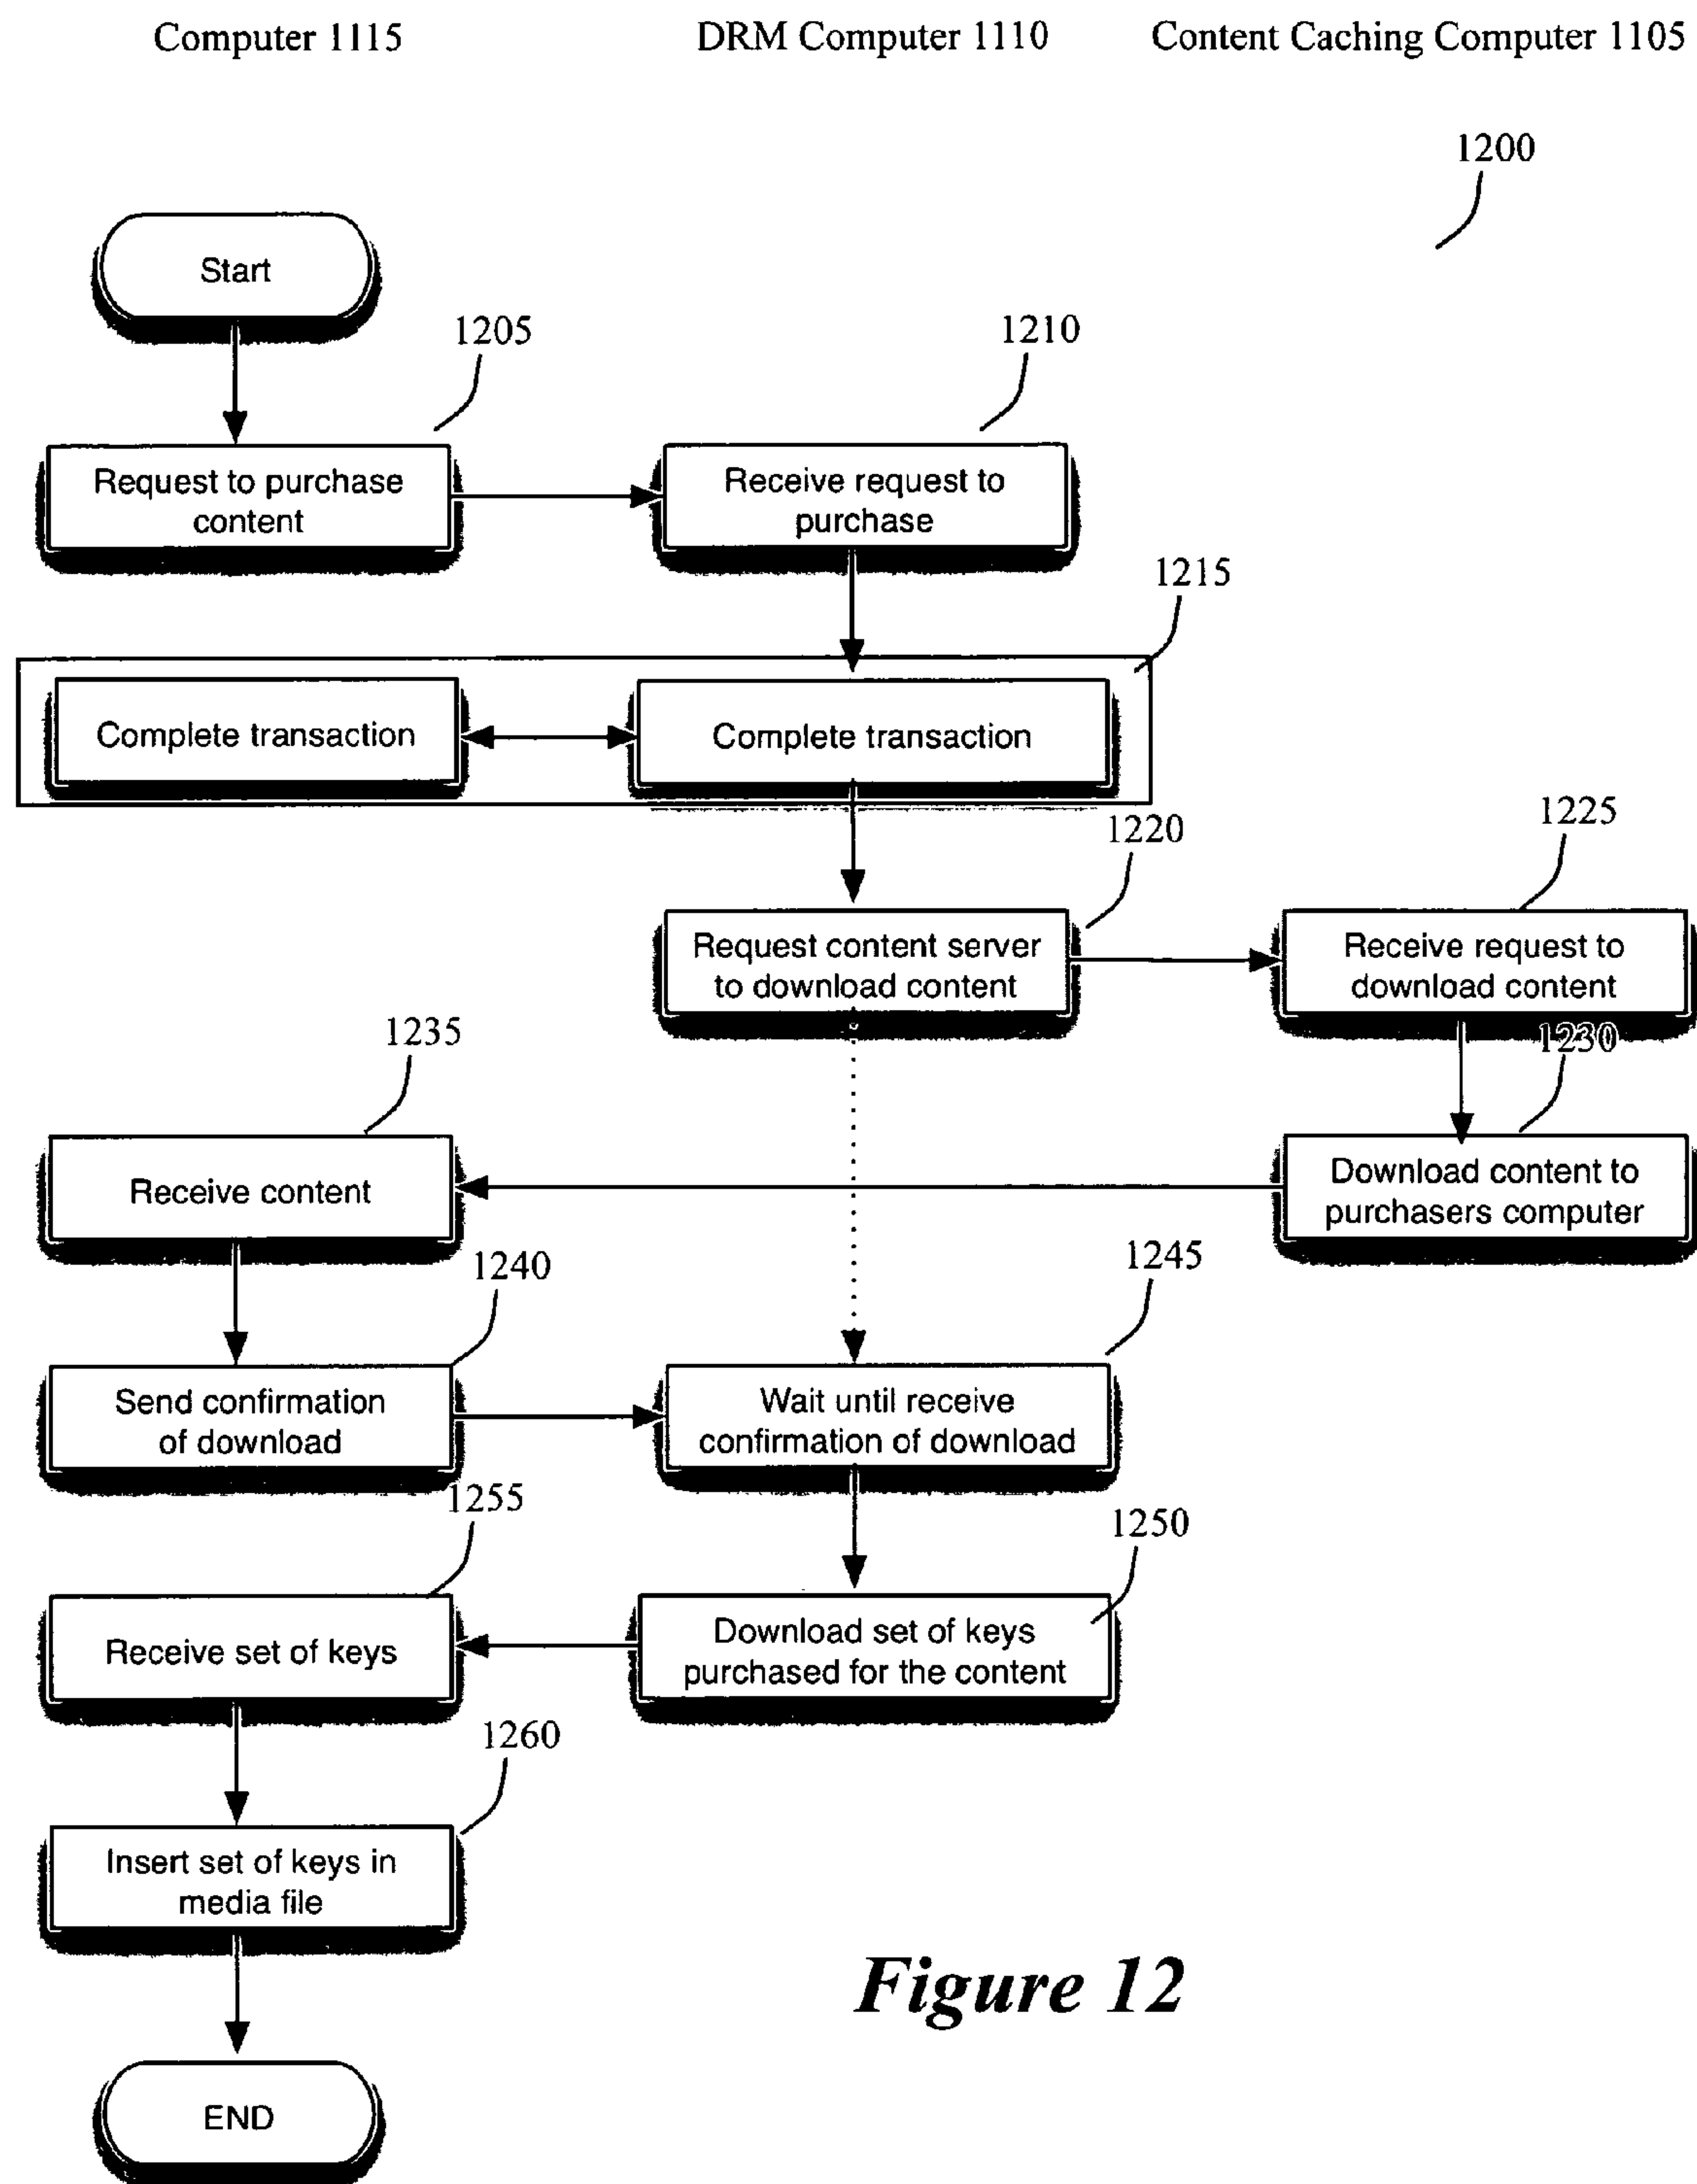 Computer 1115
DRM Computer 1110
Content Caching Computer 1105
1200
Start
1205
1210
Request to purchase
content
Receive request to
purchase
1215
Complete transaction
Complete transaction
1220
1225
Request content server
to download content
Receive request to
download content
1230
1235
Receive content
Download content to
purchasers computer
1240
1245
Send confirmation
of download
Wait until receive
confirmation of download
1255
1250
Receive set of keys
Download set of keys
purchased for the content
1260
Insert set of keys in
media file
Figure 12
END